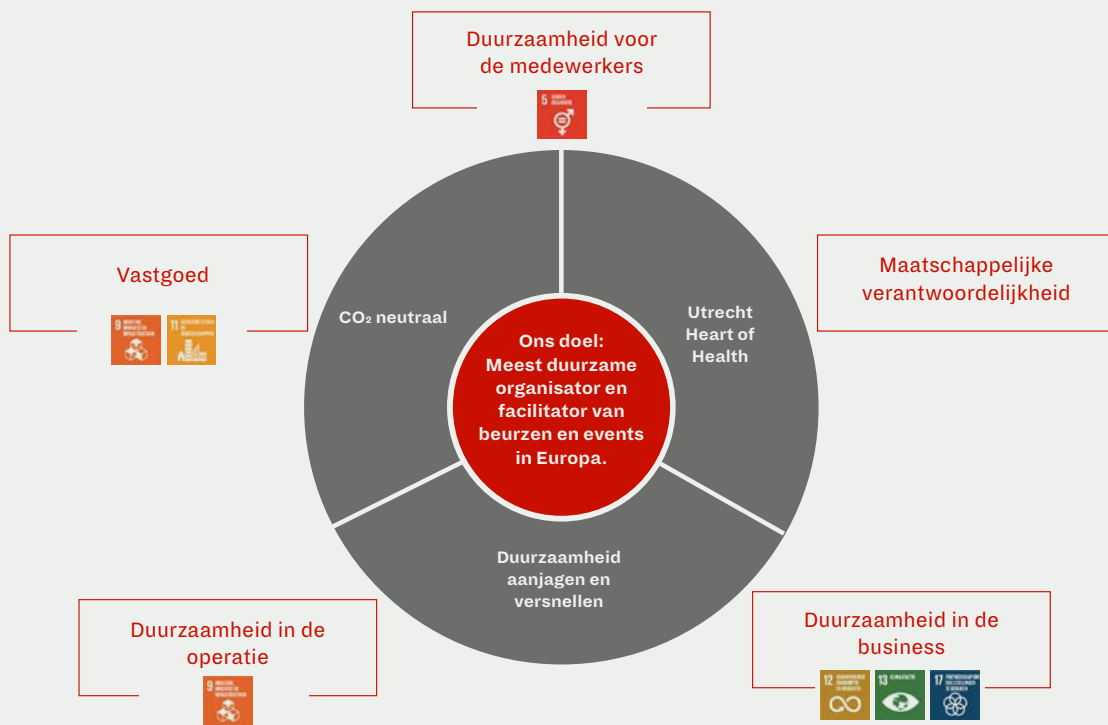 Duurzaamheid voor
de medewerkers
5
Vastgoed
9
11
Maatschappelijke
verantwoordelijkheid
CO₂ neutraal
Utrecht
Heart of
Health
Ons doel:
Meest duurzame
organisator en
facilitator van
beurzen en events
in Europa.
Duurzaamheid
aanjagen en
versnellen
Duurzaamheid in de
operatie
9
Duurzaamheid in de
business
12
13
17